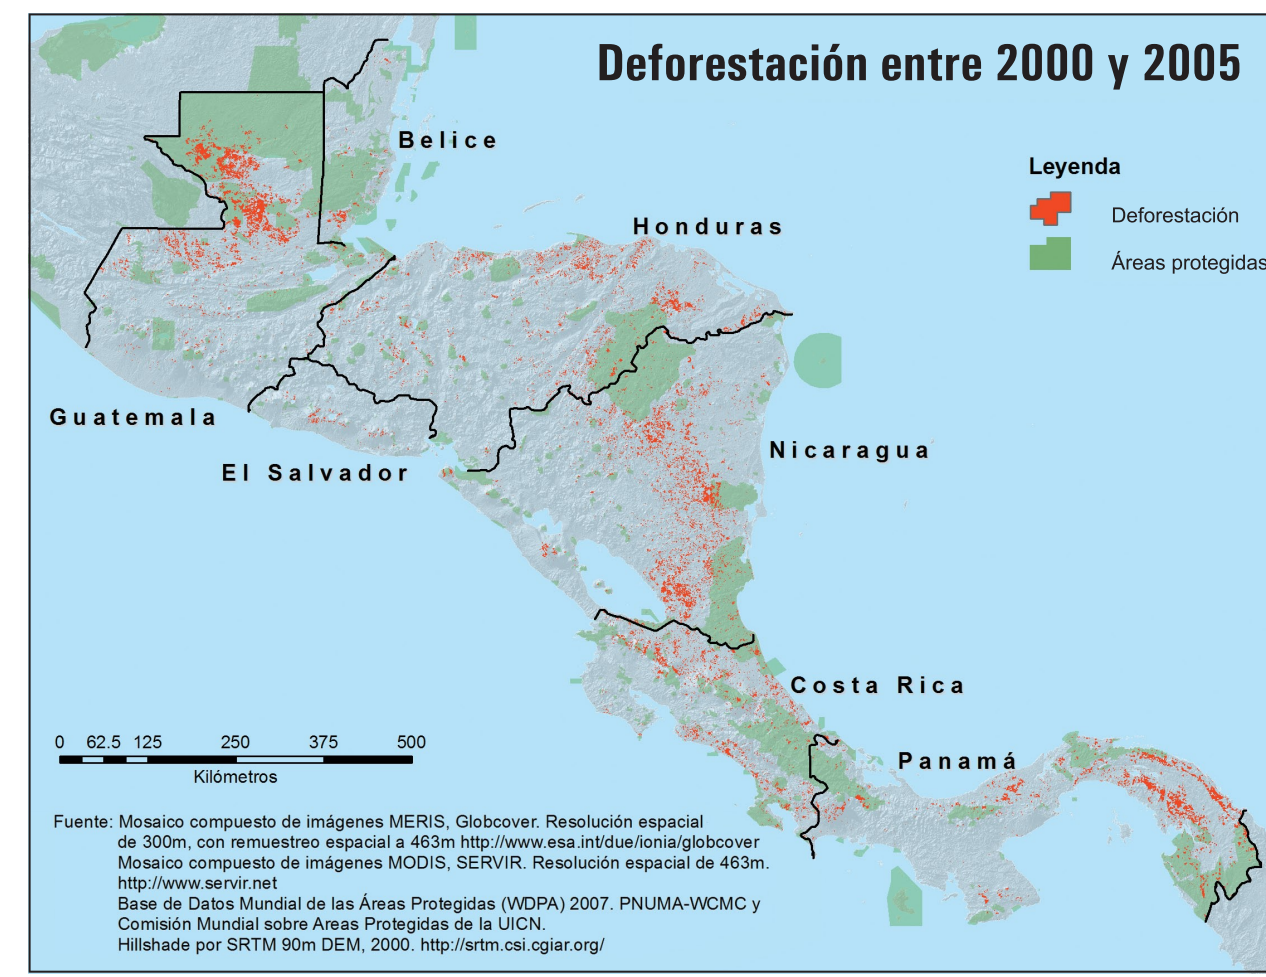 Deforestación entre 2000 y 2005
Belice
Leyenda
Deforestación
Honduras
Áreas protegidas
Guatemala
Nicaragua
El Salvador
Costa Rica
0 62.5 125 250 375 500
Kilómetros
Panamá
Fuente: Mosaico compuesto de imágenes MERIS, Globcover. Resolución espacial
de 300m, con remuestreo espacial a 463m http://www.esa.int/due/ionia/globcover
Mosaico compuesto de imágenes MODIS, SERVIR. Resolución espacial de 463m.
http://www.servir.net
Base de Datos Mundial de las Áreas Protegidas (WDPA) 2007. PNUMA-WCMC y
Comisión Mundial sobre Areas Protegidas de la UICN.
Hillshade por SRTM 90m DEM, 2000. http://srtm.csi.cgiar.org/